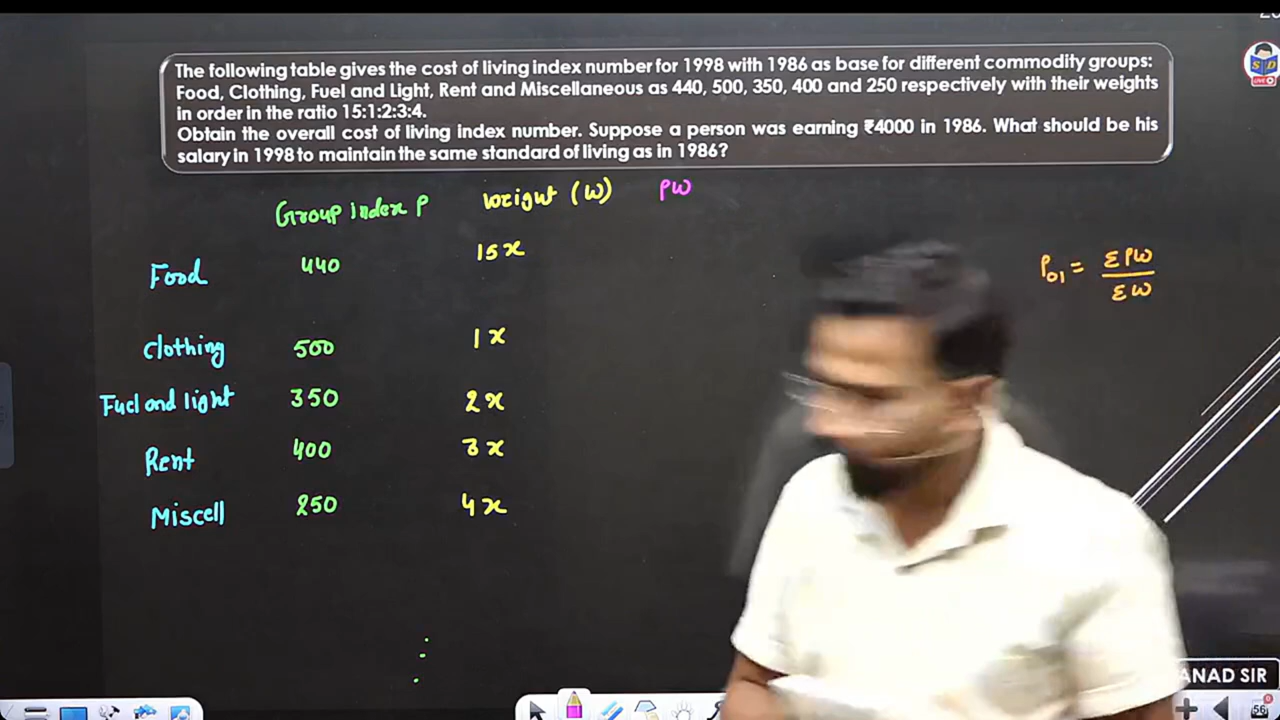 The following table gives the cost of living index number for 1998 with 1986 as base for different commodity groups:
Food, Clothing, Fuel and Light, Rent and Miscellaneous as 440, 500, 350, 400 and 250 respectively with their weights
in order in the ratio 15:1:2:3:4.
Obtain the overall cost of living index number. Suppose a person was earning ₹4000 in 1986. What should be his
salary in 1998 to maintain the same standard of living as in 1986?
Group index P weight (W) PW
Food 440 15x
P₀₁ = ΣPW / ΣW
Clothing 500 1x
Fuel and light 350 2x
Rent 400 3x
Miscell 250 4x
ANAD SIR